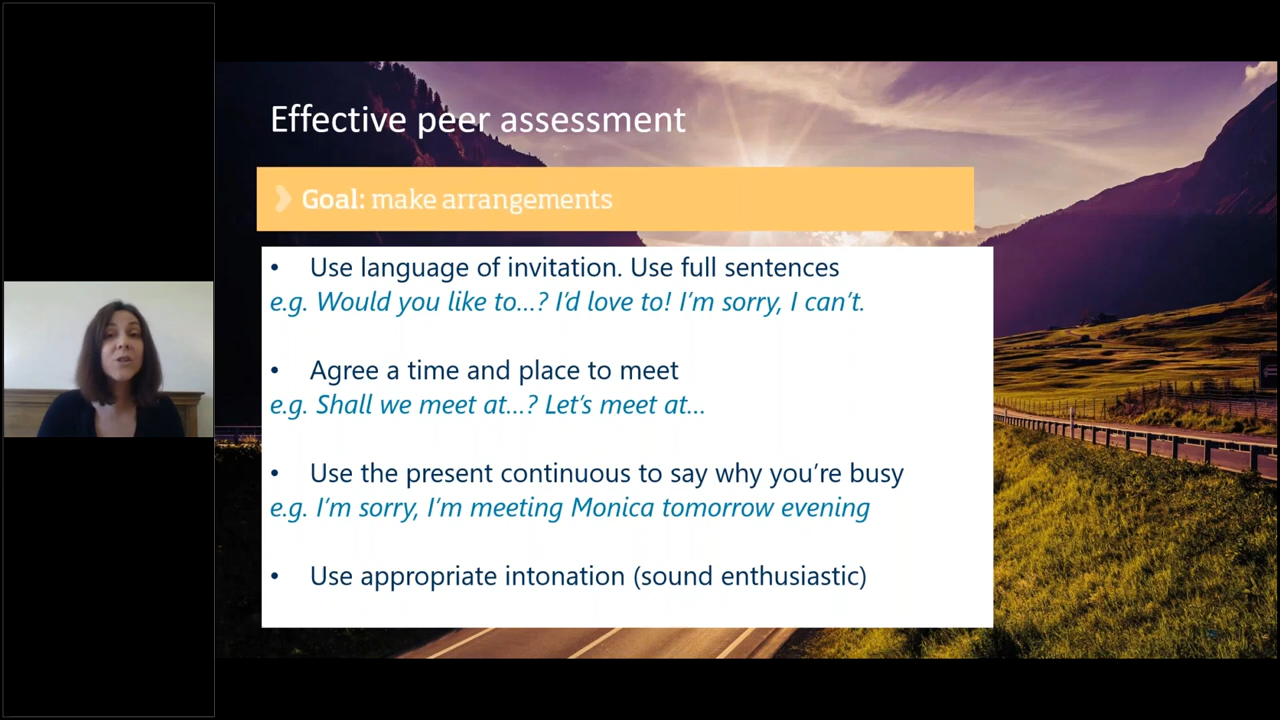 Effective peer assessment
Goal: make arrangements
• Use language of invitation. Use full sentences
e.g. Would you like to…? I'd love to! I'm sorry, I can't.
• Agree a time and place to meet
e.g. Shall we meet at…? Let's meet at…
• Use the present continuous to say why you're busy
e.g. I'm sorry, I'm meeting Monica tomorrow evening
• Use appropriate intonation (sound enthusiastic)